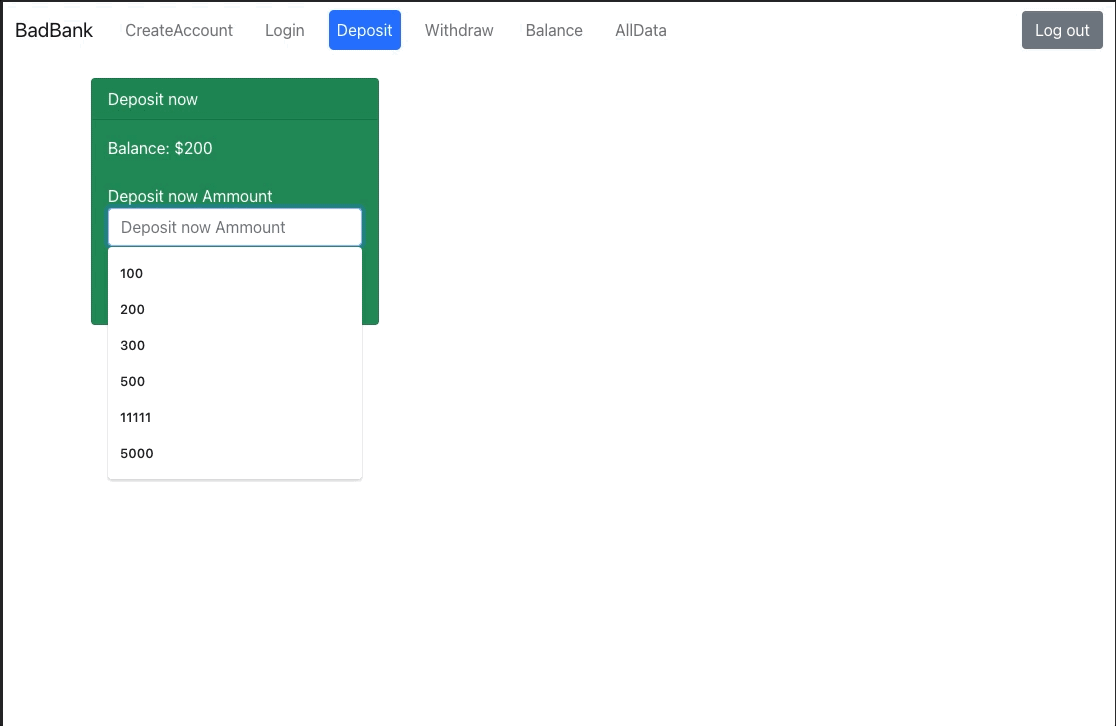 BadBank CreateAccount Login Deposit Withdraw Balance AllData Log out
Deposit now
Balance: $200
Deposit now Ammount
Deposit now Ammount
100
200
300
500
11111
5000